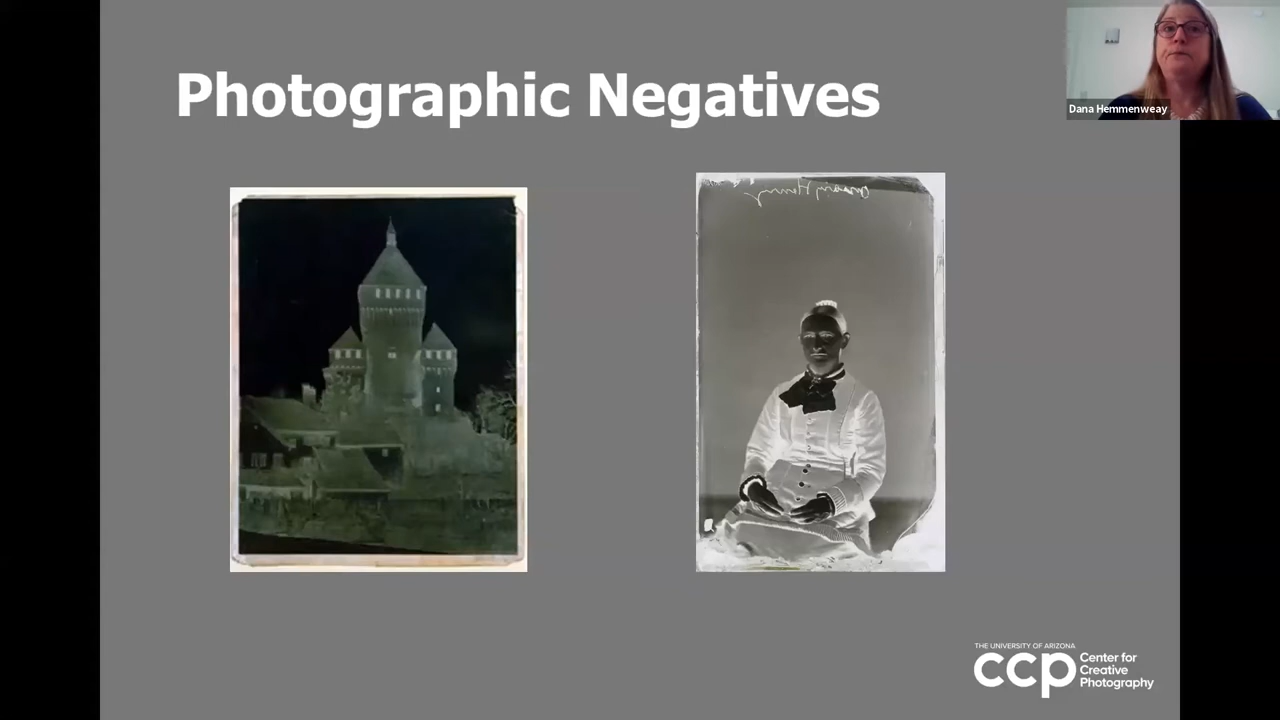 Photographic Negatives
Dana Hemmenweay
THE UNIVERSITY OF ARIZONA
ccp Center for
Creative
Photography